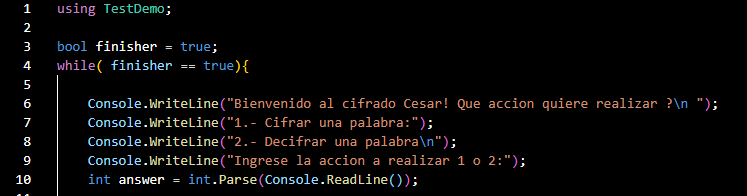 1 using TestDemo;
2
3 bool finisher = true;
4 while( finisher == true){
5
6 Console.WriteLine("Bienvenido al cifrado Cesar! Que accion quiere realizar ?\n ");
7 Console.WriteLine("1.- Cifrar una palabra:");
8 Console.WriteLine("2.- Decifrar una palabra\n");
9 Console.WriteLine("Ingrese la accion a realizar 1 o 2:");
10 int answer = int.Parse(Console.ReadLine());